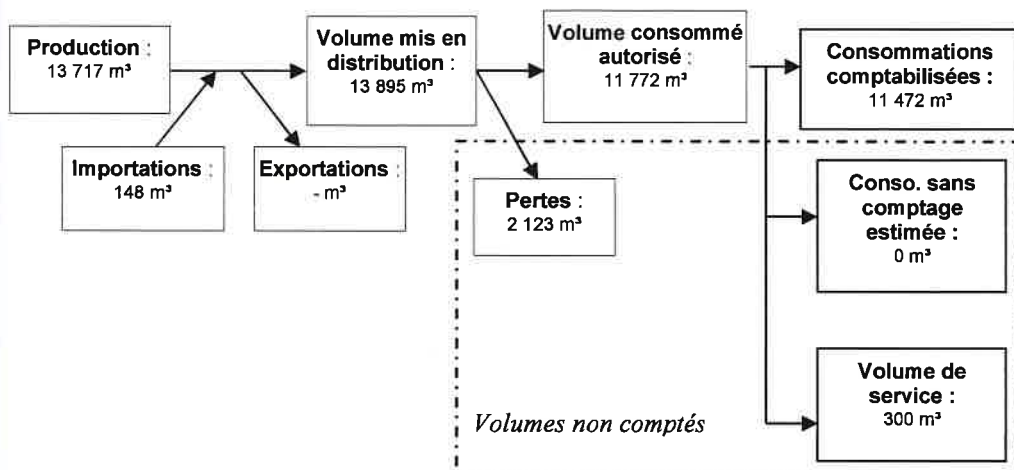 Production :
13 717 m³
Volume mis en
distribution :
13 895 m³
Volume consommé
autorisé :
11 772 m³
Consommations
comptabilisées :
11 472 m³
Importations :
148 m³
Exportations :
- m³
Pertes :
2 123 m³
Conso. sans
comptage
estimée :
0 m³
Volume de
service :
300 m³
Volumes non comptés